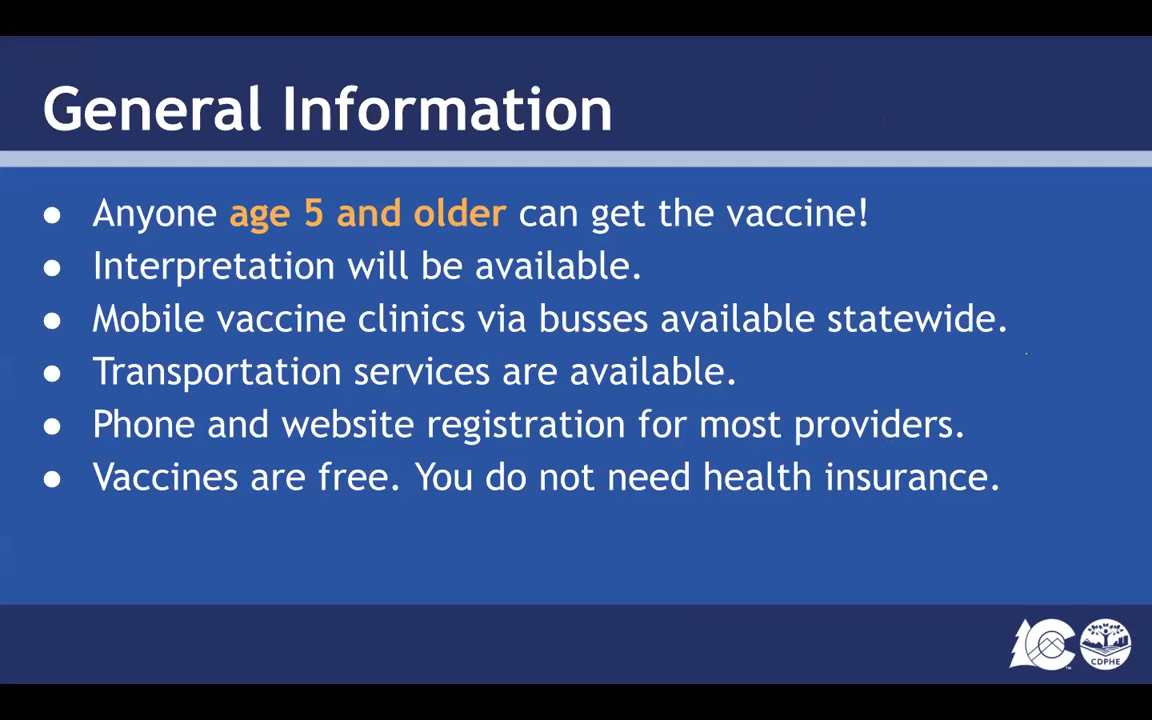 General Information
● Anyone age 5 and older can get the vaccine!
● Interpretation will be available.
● Mobile vaccine clinics via busses available statewide.
● Transportation services are available.
● Phone and website registration for most providers.
● Vaccines are free. You do not need health insurance.
CDPHE